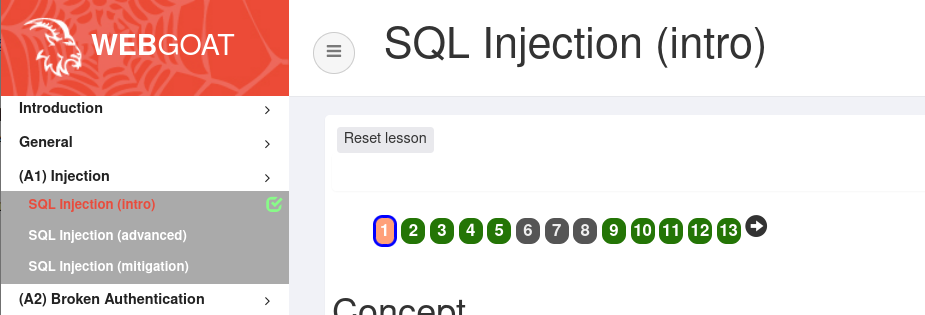 WEBGOAT
SQL Injection (intro)
Introduction
General
(A1) Injection
SQL Injection (intro)
SQL Injection (advanced)
SQL Injection (mitigation)
(A2) Broken Authentication
Reset lesson
1 2 3 4 5 6 7 8 9 10 11 12 13
Concept